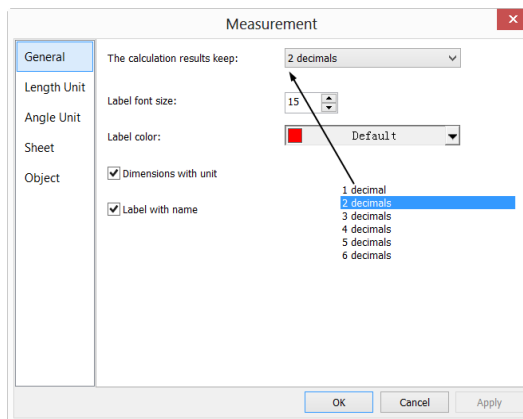 Measurement
General
Length Unit
Angle Unit
Sheet
Object
The calculation results keep:
2 decimals
Label font size:
15
Label color:
Default
Dimensions with unit
Label with name
1 decimal
2 decimals
3 decimals
4 decimals
5 decimals
6 decimals
OK
Cancel
Apply